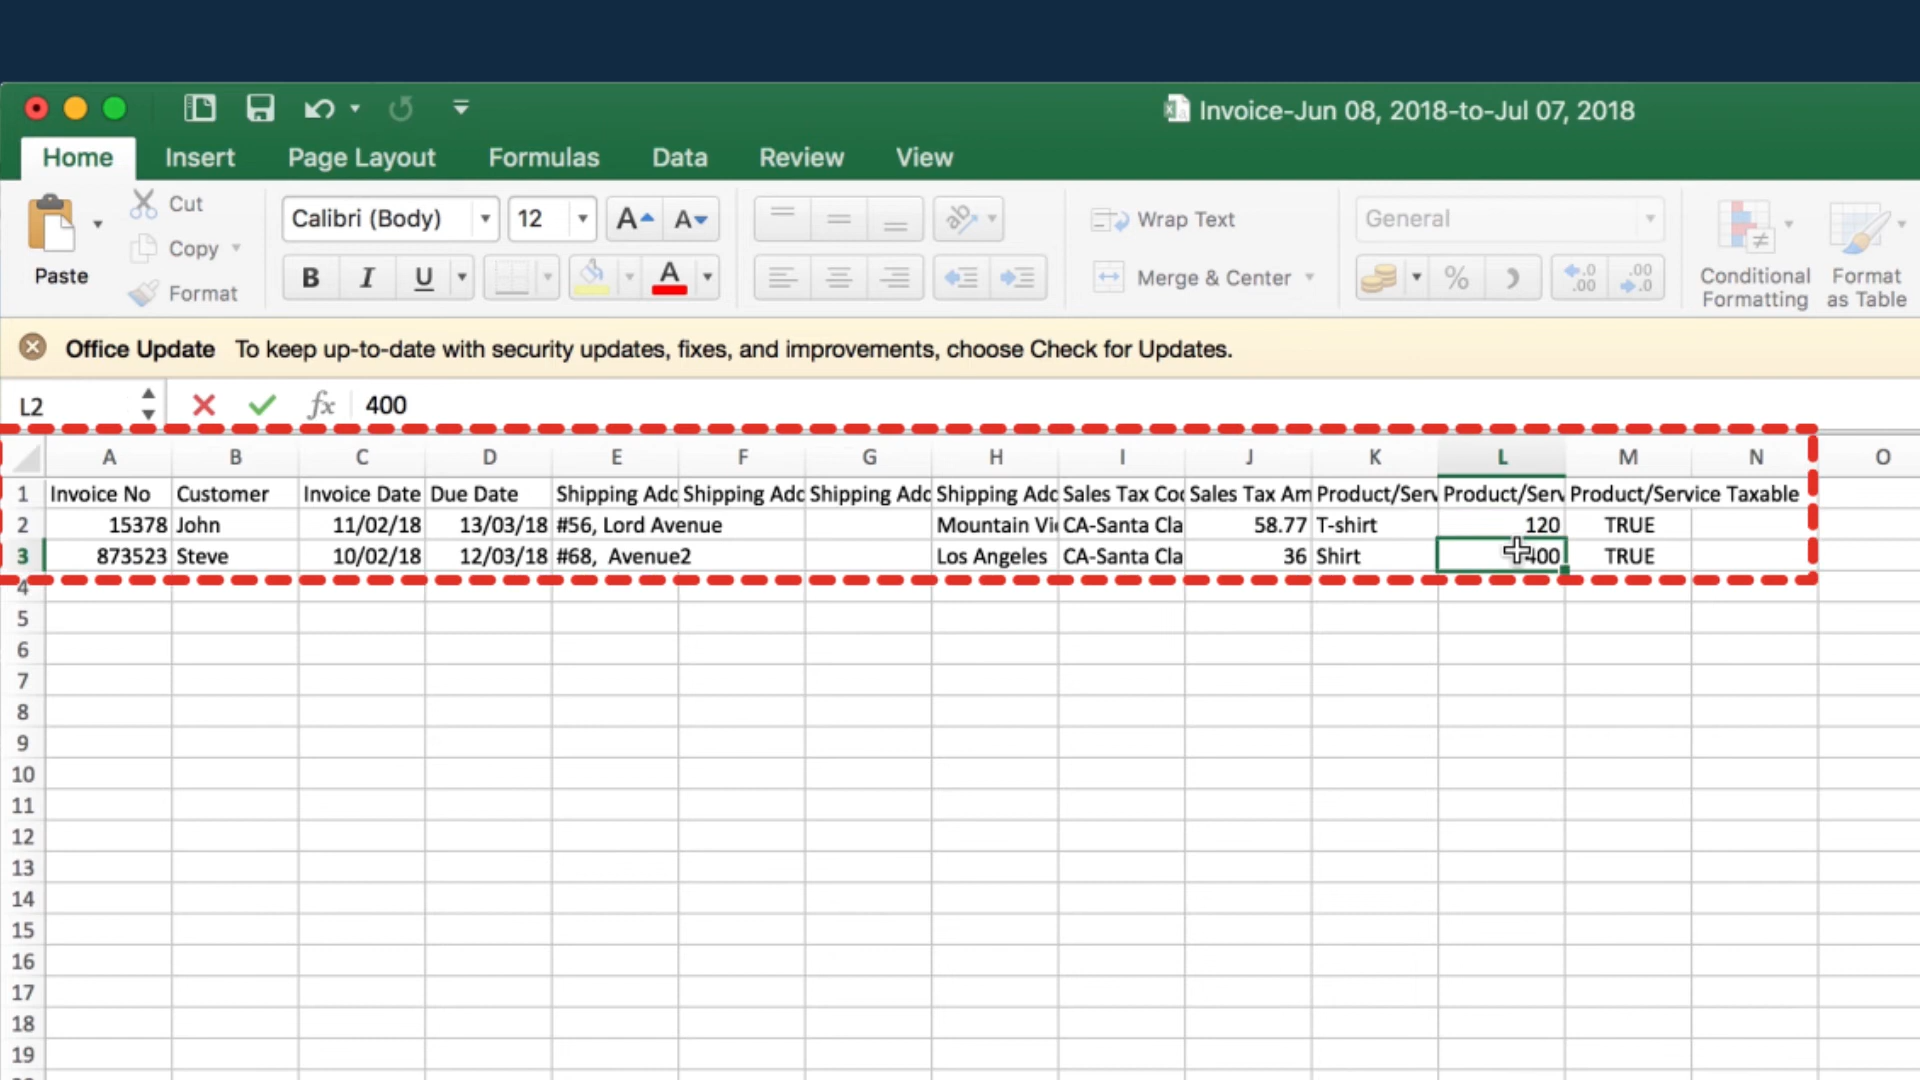 Invoice-Jun 08, 2018-to-Jul 07, 2018
Home Insert Page Layout Formulas Data Review View
Paste
Cut
Copy
Format
Calibri (Body) 12 A A
B I U A
ab
Wrap Text
Merge & Center
General
%
.0 .00
.00 .0
Conditional Formatting
Format as Table
Office Update To keep up-to-date with security updates, fixes, and improvements, choose Check for Updates.
L2 fx 400
A B C D E F G H I J K L M N O
1 Invoice No Customer Invoice Date Due Date Shipping Add Shipping Add Shipping Add Shipping Add Sales Tax Coc Sales Tax Am Product/Serv Product/Serv Product/Service Taxable
2 15378 John 11/02/18 13/03/18 #56, Lord Avenue Mountain Vi CA-Santa Cla 58.77 T-shirt 120 TRUE
3 873523 Steve 10/02/18 12/03/18 #68, Avenue2 Los Angeles CA-Santa Cla 36 Shirt 400 TRUE
4
5
6
7
8
9
10
11
12
13
14
15
16
17
18
19